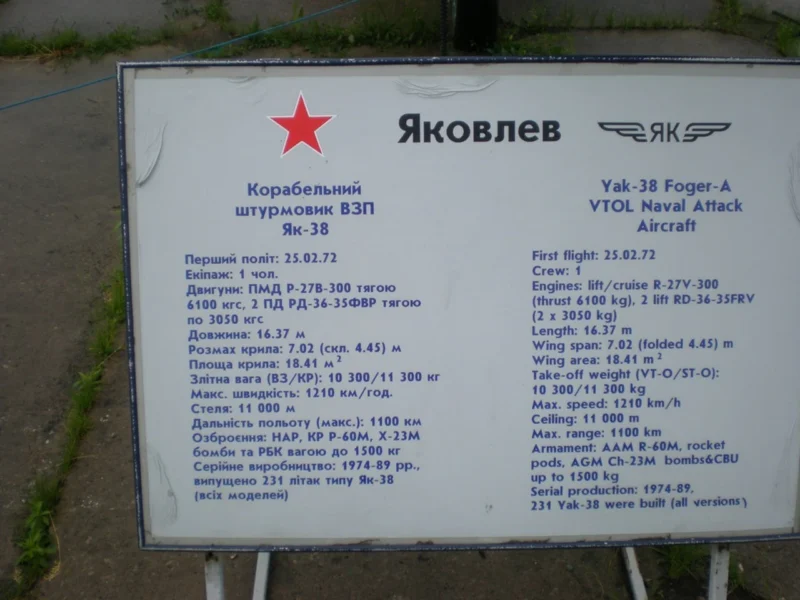 Яковлев
ЯК
Корабельний
штурмовик ВЗП
Як-38
Перший політ: 25.02.72
Екіпаж: 1 чол.
Двигуни: ПМД Р-27В-300 тягою
6100 кгс, 2 ПД РД-36-35ФВР тягою
по 3050 кгс
Довжина: 16.37 м
Розмах крила: 7.02 (скл. 4.45) м
Площа крила: 18.41 м²
Злітна вага (ВЗ/КР): 10 300/11 300 кг
Макс. швидкість: 1210 км/год.
Стеля: 11 000 м
Дальність польоту (макс.): 1100 км
Озброєння: НАР, КР Р-60М, Х-23М
бомби та РБК вагою до 1500 кг
Серійне виробництво: 1974-89 рр.,
випущено 231 літак типу Як-38
(всіх моделей)
Yak-38 Foger-A
VTOL Naval Attack
Aircraft
First flight: 25.02.72
Crew: 1
Engines: lift/cruise R-27V-300
(thrust 6100 kg), 2 lift RD-36-35FRV
(2 x 3050 kg)
Length: 16.37 m
Wing span: 7.02 (folded 4.45) m
Wing area: 18.41 m²
Take-off weight (VT-O/ST-O):
10 300/11 300 kg
Max. speed: 1210 km/h
Ceiling: 11 000 m
Max. range: 1100 km
Armament: AAM R-60M, rocket
pods, AGM Ch-23M bombs&CBU
up to 1500 kg
Serial production: 1974-89,
231 Yak-38 were built (all versions)